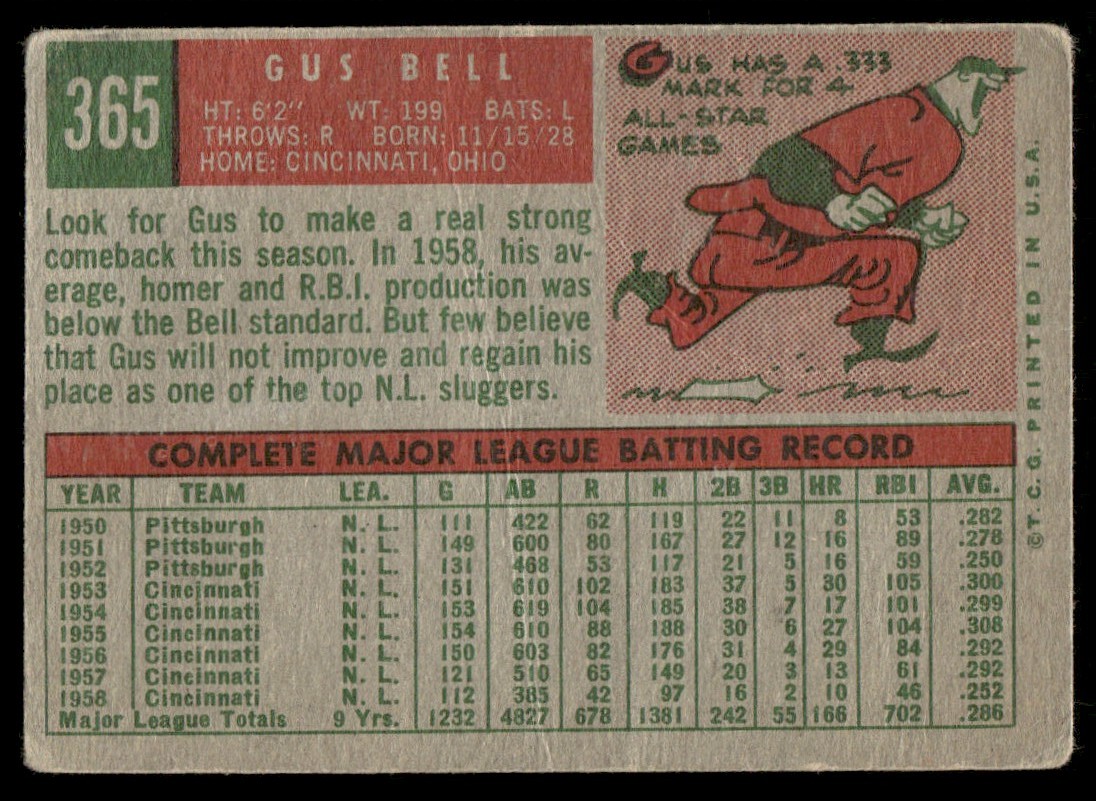 365
GUS BELL
HT: 6'2" WT: 199 BATS: L
THROWS: R BORN: 11/15/28
HOME: CINCINNATI, OHIO
GUS HAS A .333
MARK FOR 4
ALL-STAR
GAMES
Look for Gus to make a real strong
comeback this season. In 1958, his av-
erage, homer and R.B.I. production was
below the Bell standard. But few believe
that Gus will not improve and regain his
place as one of the top N.L. sluggers.
COMPLETE MAJOR LEAGUE BATTING RECORD
YEAR TEAM LEA. G AB R H 2B 3B HR RBI AVG.
1950 Pittsburgh N. L. 111 422 62 119 22 11 8 53 .282
1951 Pittsburgh N. L. 149 600 80 167 27 12 16 89 .278
1952 Pittsburgh N. L. 131 468 53 117 21 5 16 59 .250
1953 Cincinnati N. L. 151 610 102 183 37 5 30 105 .300
1954 Cincinnati N. L. 153 619 104 185 38 7 17 101 .299
1955 Cincinnati N. L. 154 610 88 188 30 6 27 104 .308
1956 Cincinnati N. L. 150 603 82 176 31 4 29 84 .292
1957 Cincinnati N. L. 121 510 65 149 20 3 13 61 .292
1958 Cincinnati N. L. 112 385 42 97 16 2 10 46 .252
Major League Totals 9 Yrs. 1232 4827 678 1381 242 55 166 702 .286
©T. C. G. PRINTED IN U.S.A.